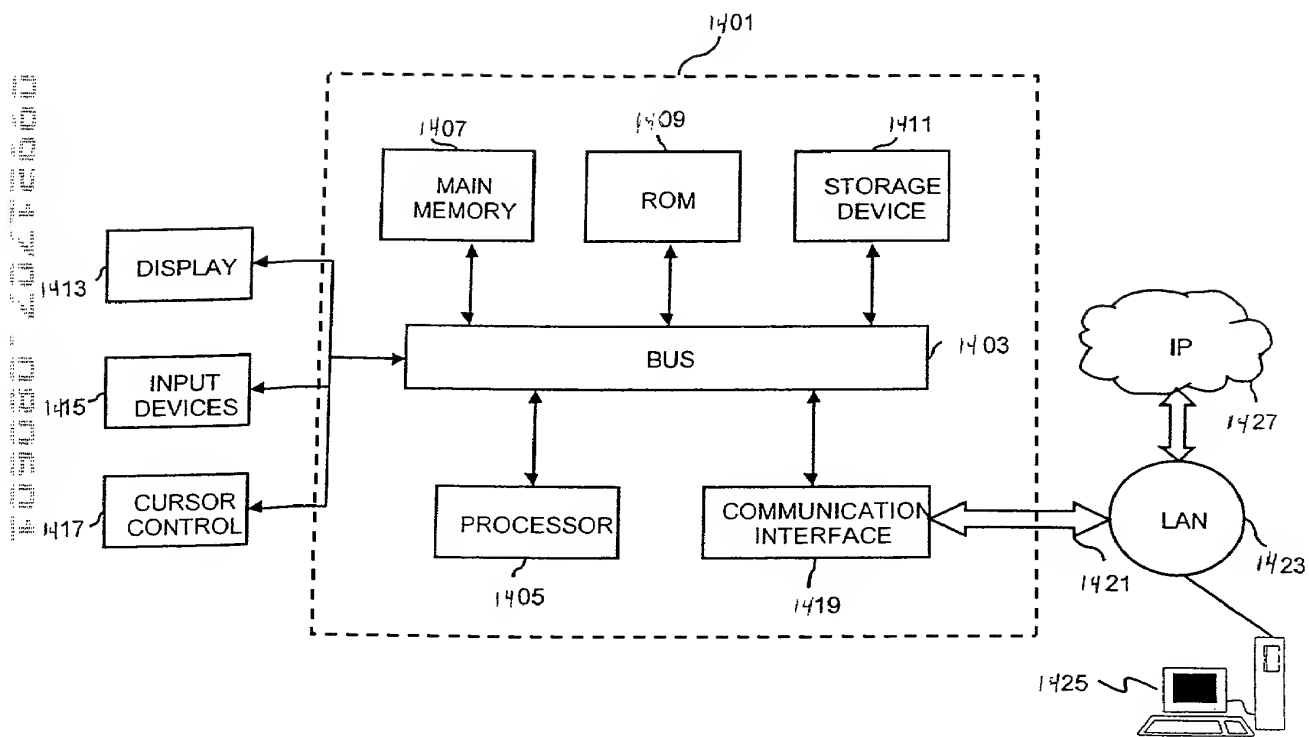 1401
1407
1409
1411
MAIN
MEMORY
ROM
STORAGE
DEVICE
DISPLAY
1413
BUS
1403
IP
1427
INPUT
DEVICES
1415
CURSOR
CONTROL
1417
PROCESSOR
1405
COMMUNICATION
INTERFACE
1419
1421
LAN
1423
1425